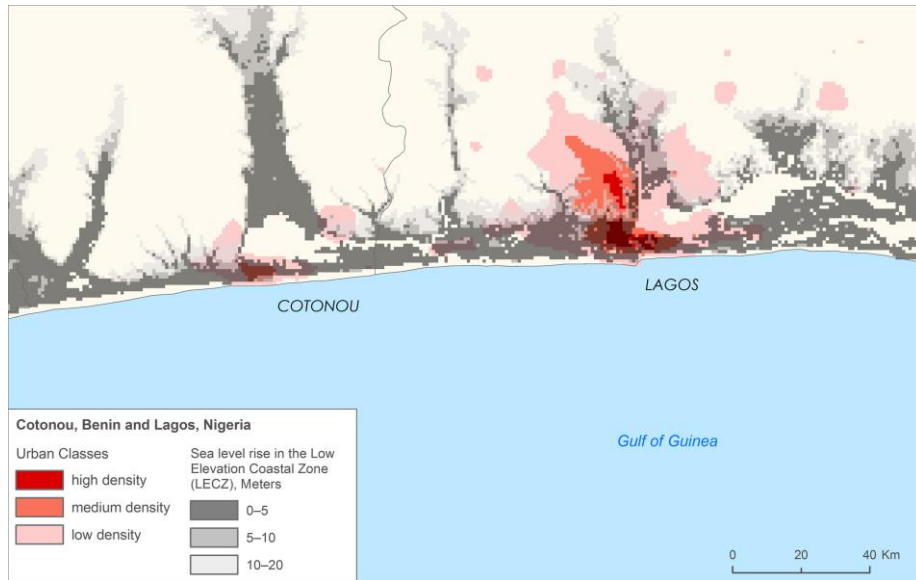 COTONOU
LAGOS
Gulf of Guinea
Cotonou, Benin and Lagos, Nigeria
Urban Classes
high density
medium density
low density
Sea level rise in the Low
Elevation Coastal Zone
(LECZ), Meters
0–5
5–10
10–20
0 20 40 Km